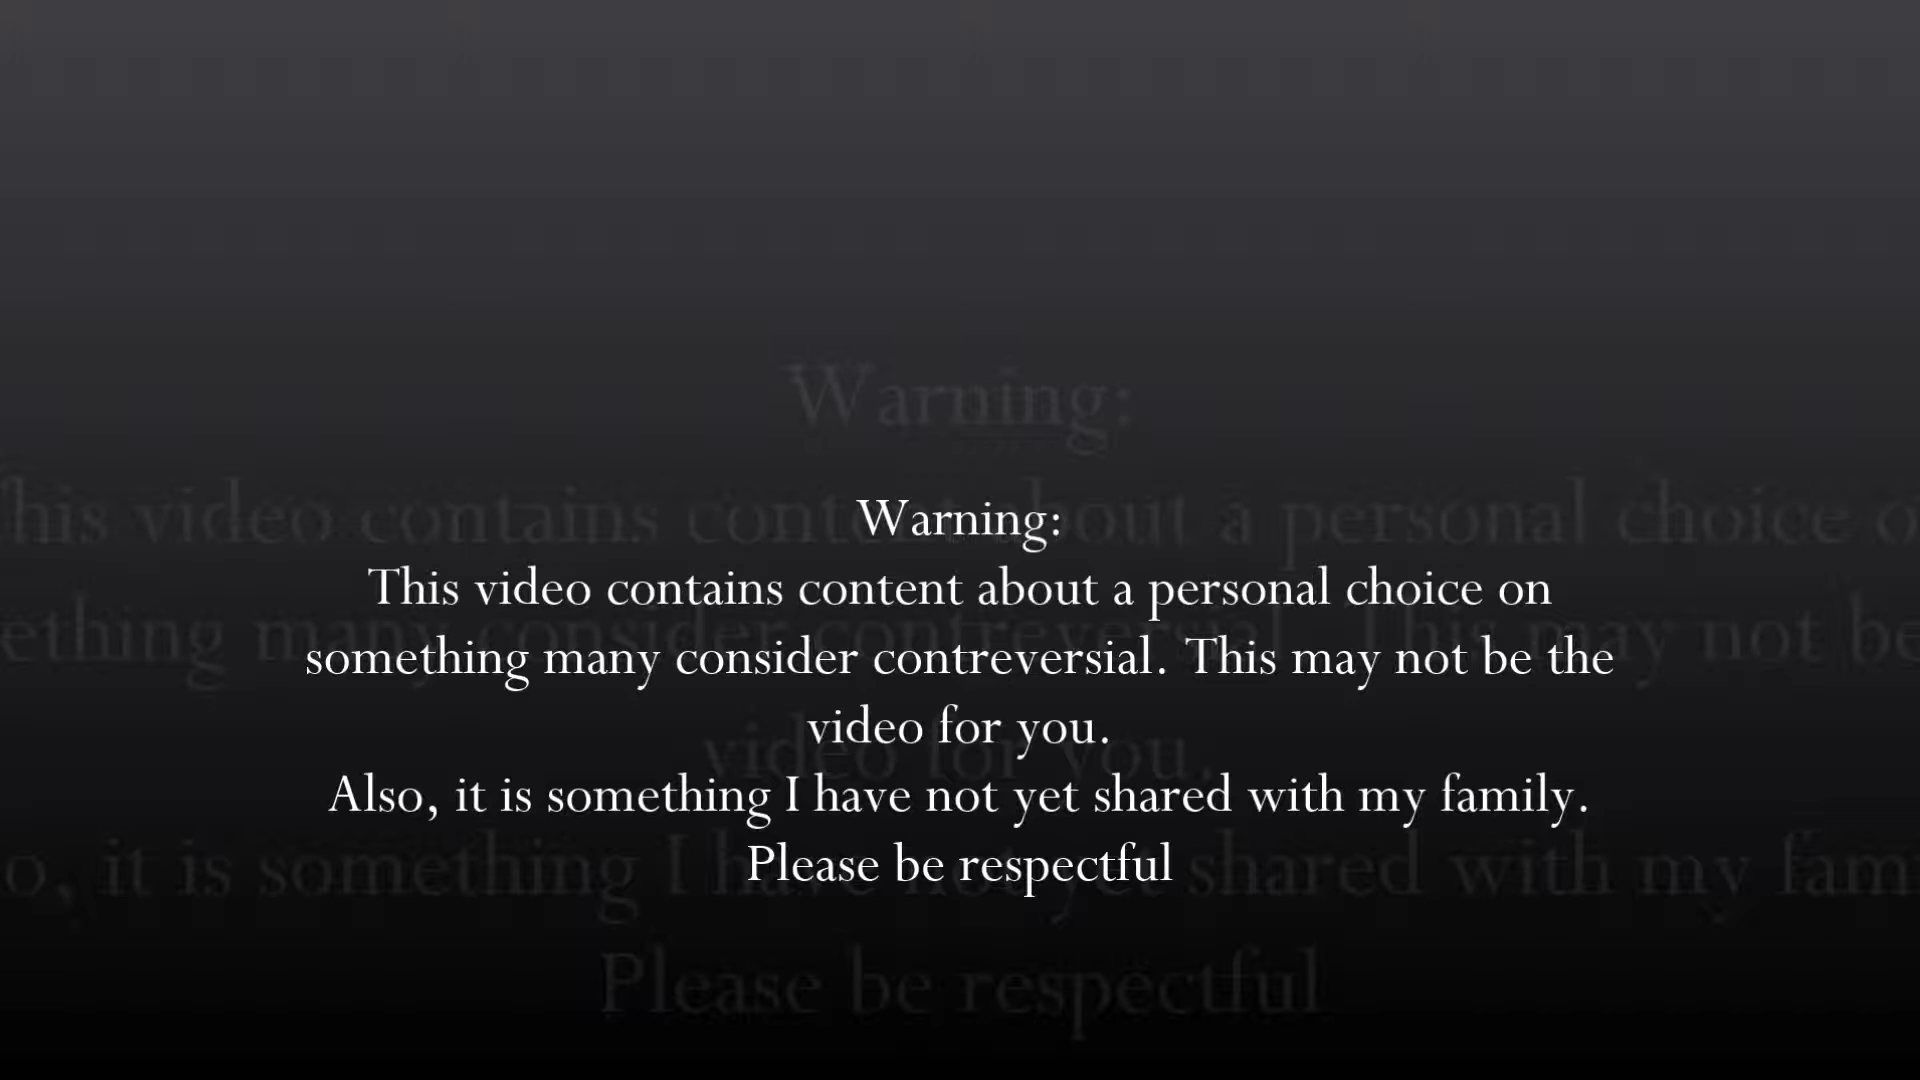 Warning:
This video contains content about a personal choice on
something many consider contreversial. This may not be the
video for you.
Also, it is something I have not yet shared with my family.
Please be respectful